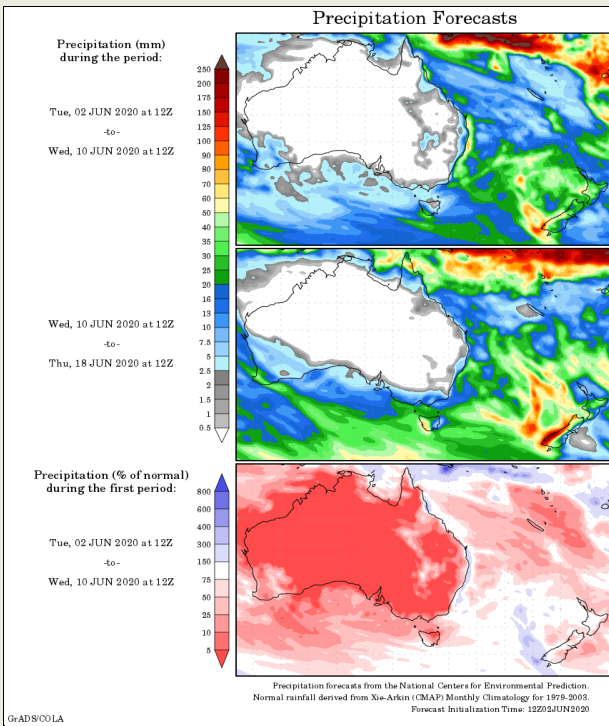 Precipitation Forecasts
Precipitation (mm)
during the period:
Tue, 02 JUN 2020 at 12Z
-to-
Wed, 10 JUN 2020 at 12Z
250
200
175
150
125
100
90
80
70
60
50
40
35
30
25
20
16
13
10
7.5
5
2.5
2
1.5
1
0.5
Wed, 10 JUN 2020 at 12Z
-to-
Thu, 18 JUN 2020 at 12Z
Precipitation (% of normal)
during the first period:
Tue, 02 JUN 2020 at 12Z
-to-
Wed, 10 JUN 2020 at 12Z
800
600
400
300
150
75
50
25
10
5
Precipitation forecasts from the National Centers for Environmental Prediction.
Normal rainfall derived from Xie-Arkin (CMAP) Monthly Climatology for 1979-2003.
Forecast Initialization Time: 12Z02JUN2020
GrADS/COLA